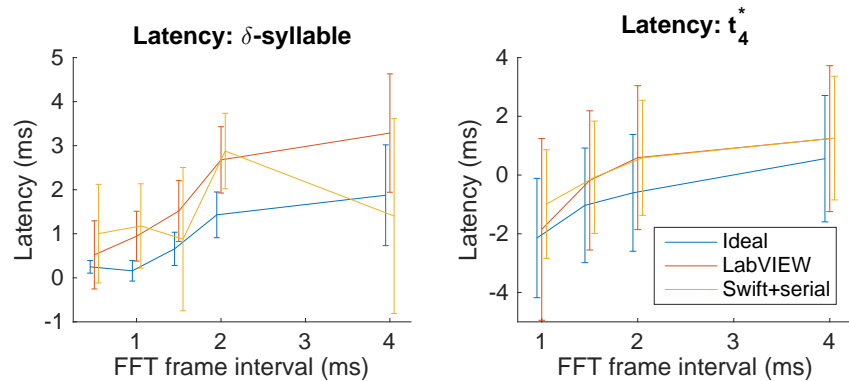 Latency: δ-syllable
Latency (ms)
5
4
3
2
1
0
-1
1
2
3
4
FFT frame interval (ms)
Latency: t*4
Latency (ms)
4
2
0
-2
-4
1
2
3
4
FFT frame interval (ms)
Ideal
LabVIEW
Swift+serial